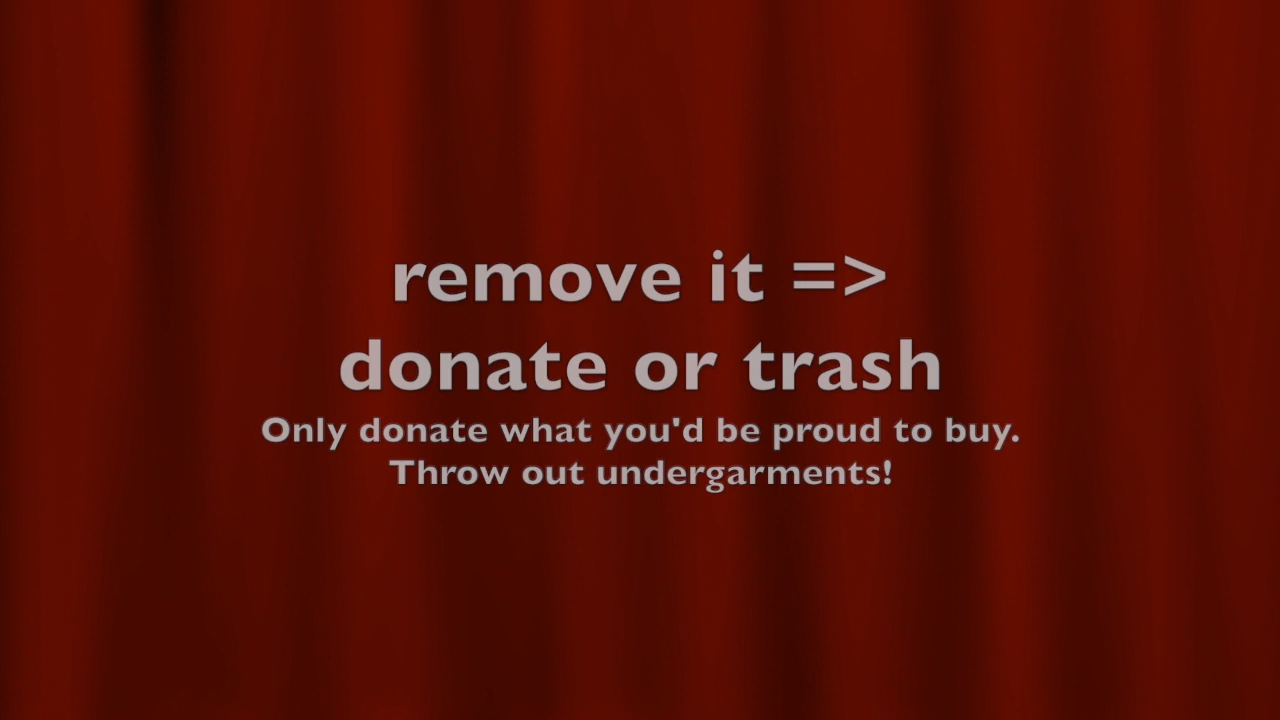 remove it =>
donate or trash
Only donate what you'd be proud to buy.
Throw out undergarments!